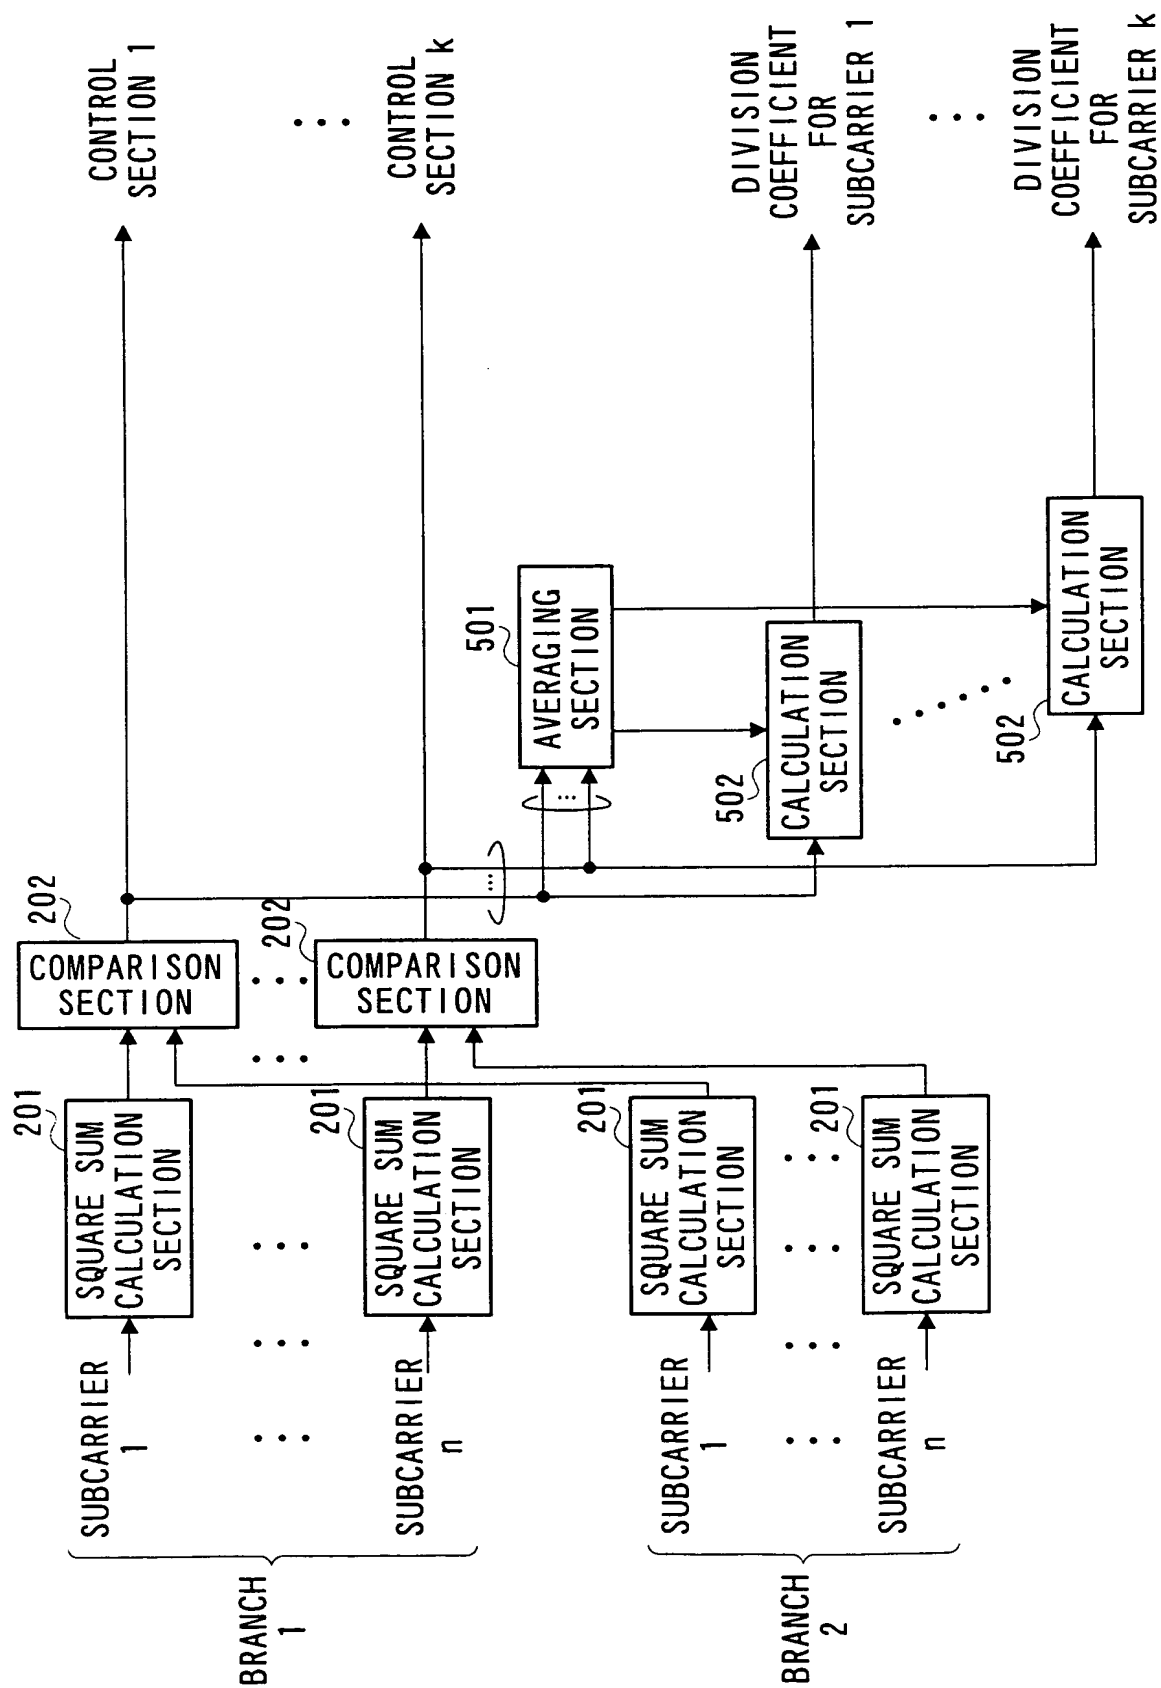 BRANCH
1
SUBCARRIER
1
SUBCARRIER
n
BRANCH
2
SUBCARRIER
1
SUBCARRIER
n
201
SQUARE SUM
CALCULATION
SECTION
201
SQUARE SUM
CALCULATION
SECTION
201
SQUARE SUM
CALCULATION
SECTION
201
SQUARE SUM
CALCULATION
SECTION
202
COMPARISON
SECTION
202
COMPARISON
SECTION
501
AVERAGING
SECTION
502
CALCULATION
SECTION
502
CALCULATION
SECTION
CONTROL
SECTION 1
CONTROL
SECTION k
DIVISION
COEFFICIENT
FOR
SUBCARRIER 1
DIVISION
COEFFICIENT
FOR
SUBCARRIER k